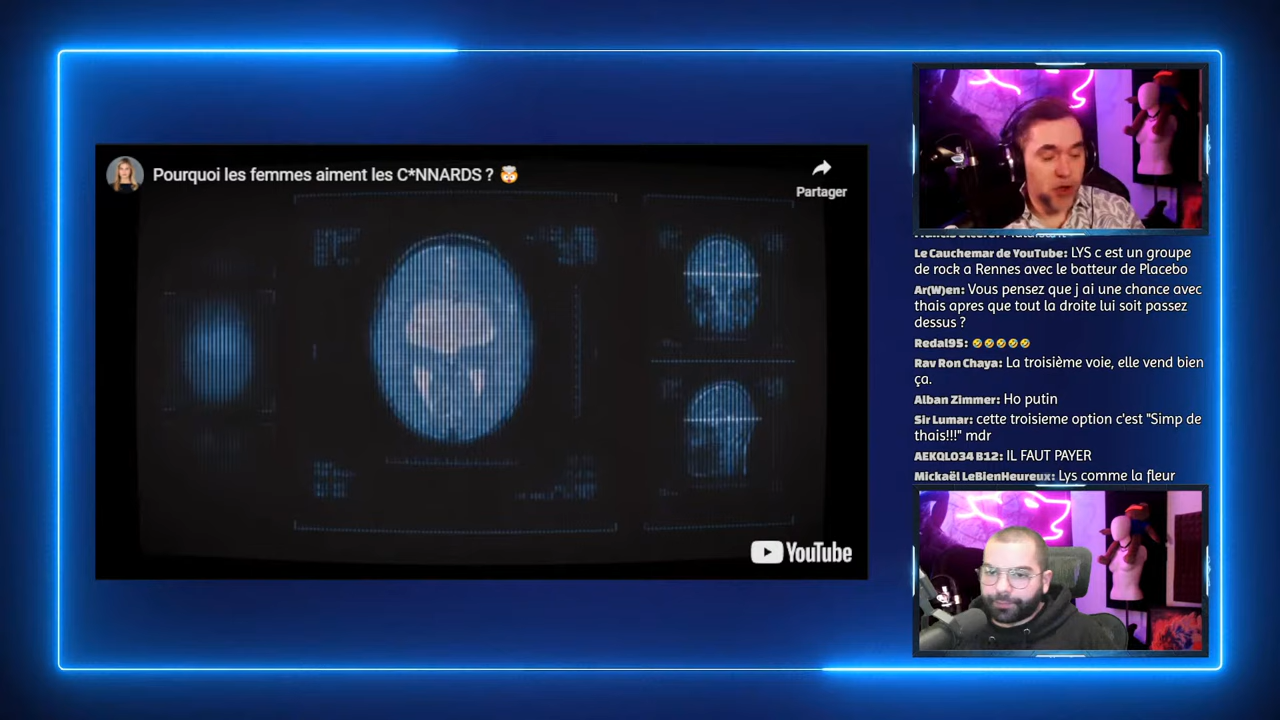 Pourquoi les femmes aiment les C*NNARDS ? 🤯
Partager
YouTube
Le Cauchemar de YouTube: LYS c est un groupe
de rock a Rennes avec le batteur de Placebo
Ar(W)en: Vous pensez que j ai une chance avec
thais apres que tout la droite lui soit passez
dessus ?
Redal95: 🤣🤣🤣🤣🤣
Rav Ron Chaya: La troisième voie, elle vend bien
ça.
Alban Zimmer: Ho putin
Sir Lumar: cette troisieme option c'est "Simp de
thais!!!" mdr
AEKQLO34 B12: IL FAUT PAYER
Mickaël LeBienHeureux: Lys comme la fleur